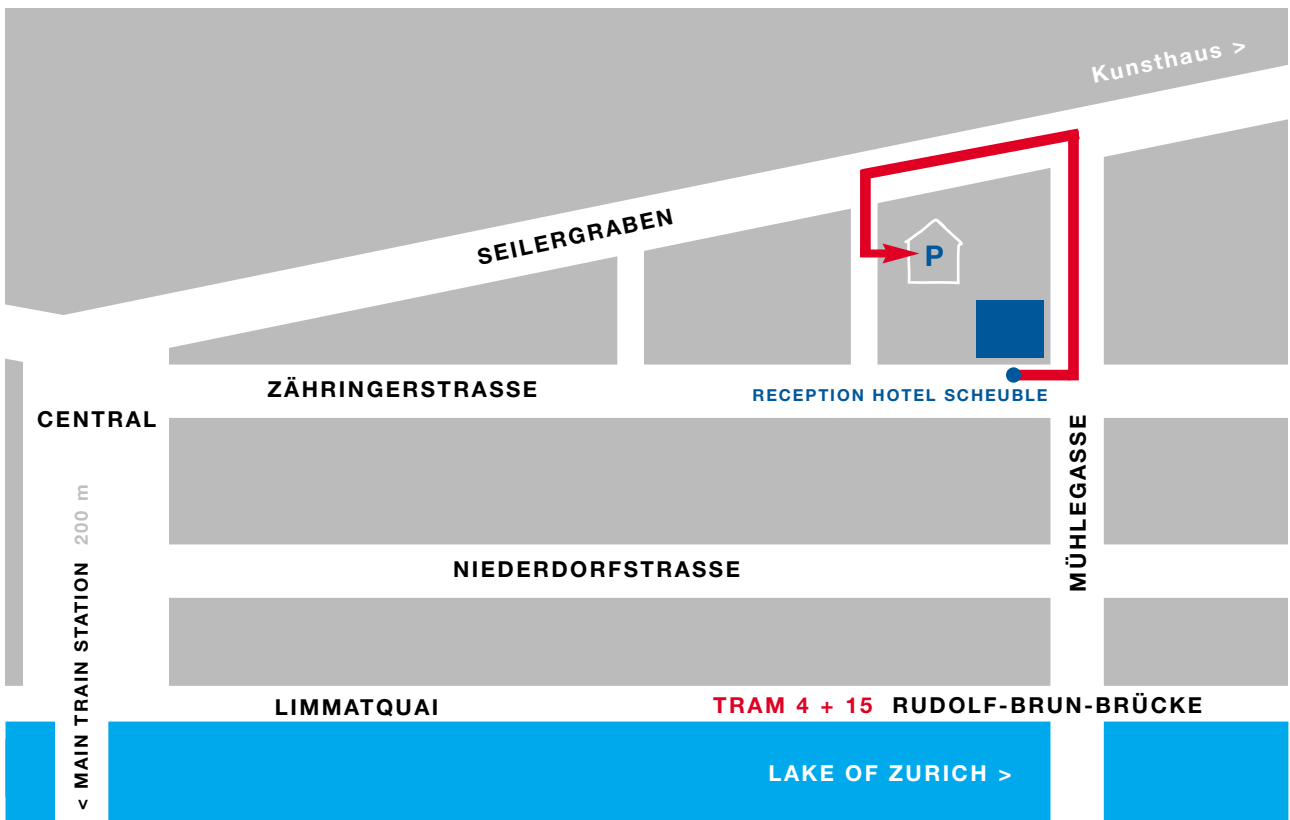 Kunsthaus >
SEILERGRABEN
P
ZÄHRINGERSTRASSE
RECEPTION HOTEL SCHEUBLE
CENTRAL
MÜHLEGASSE
< MAIN TRAIN STATION 200 m
NIEDERDORFSTRASSE
LIMMATQUAI
TRAM 4 + 15 RUDOLF-BRUN-BRÜCKE
LAKE OF ZURICH >